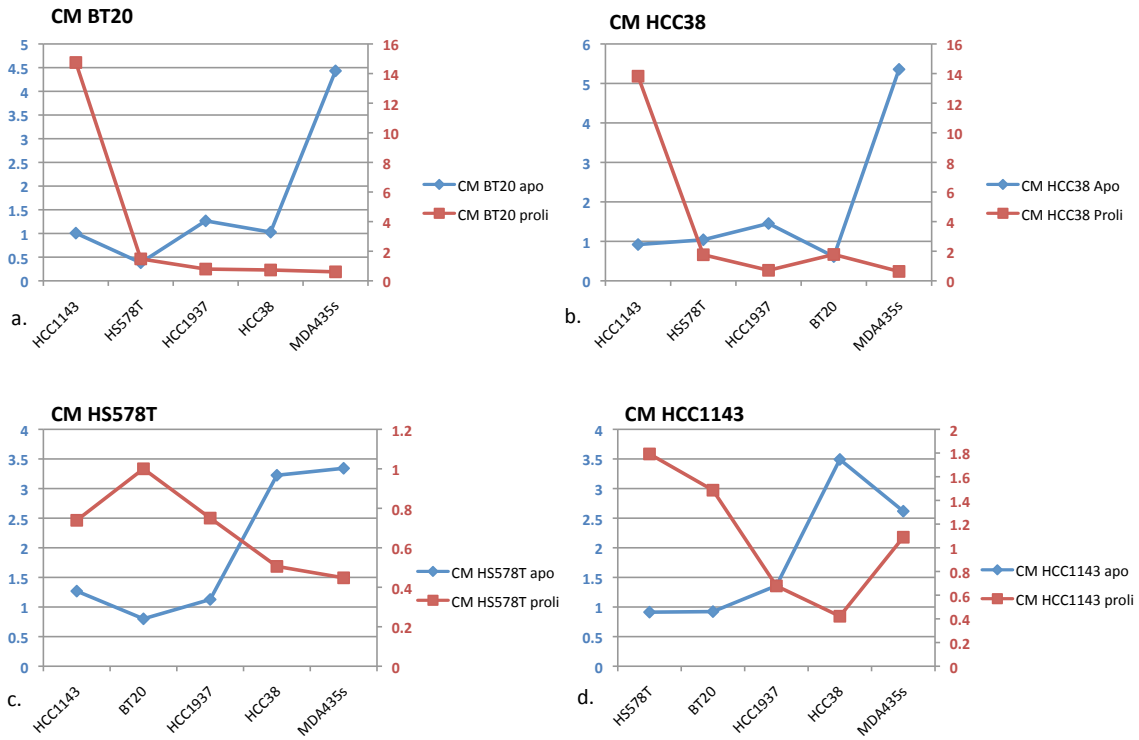 CM BT20
5
4.5
4
3.5
3
2.5
2
1.5
1
0.5
0
16
14
12
10
8
6
4
2
0
CM BT20 apo
CM BT20 proli
HCC1143
HS578T
HCC1937
HCC38
MDA435s
a.
CM HCC38
6
5
4
3
2
1
0
16
14
12
10
8
6
4
2
0
CM HCC38 Apo
CM HCC38 Proli
HCC1143
HS578T
HCC1937
BT20
MDA435s
b.
CM HS578T
4
3.5
3
2.5
2
1.5
1
0.5
0
1.2
1
0.8
0.6
0.4
0.2
0
CM HS578T apo
CM HS578T proli
HCC1143
BT20
HCC1937
HCC38
MDA435s
c.
CM HCC1143
4
3.5
3
2.5
2
1.5
1
0.5
0
2
1.8
1.6
1.4
1.2
1
0.8
0.6
0.4
0.2
0
CM HCC1143 apo
CM HCC1143 proli
HS578T
BT20
HCC1937
HCC38
MDA435s
d.